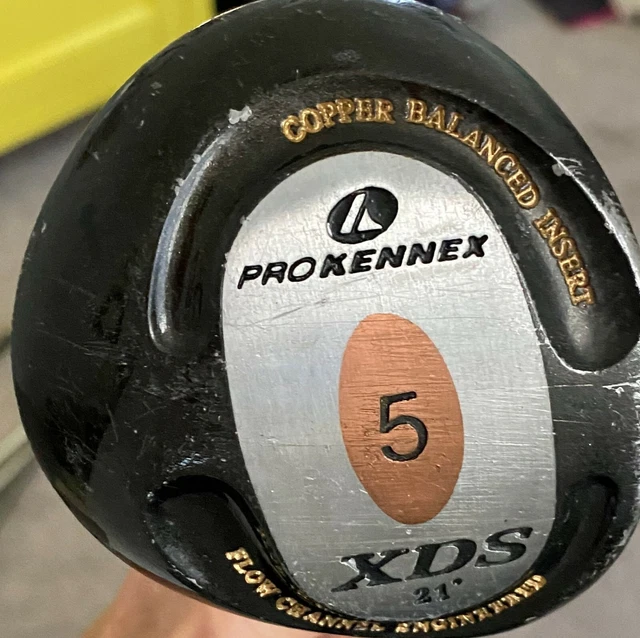 COPPER BALANCED INSERT
PROKENNEX
5
XDS
21°
FLOW CHANNEL ENGINEERED